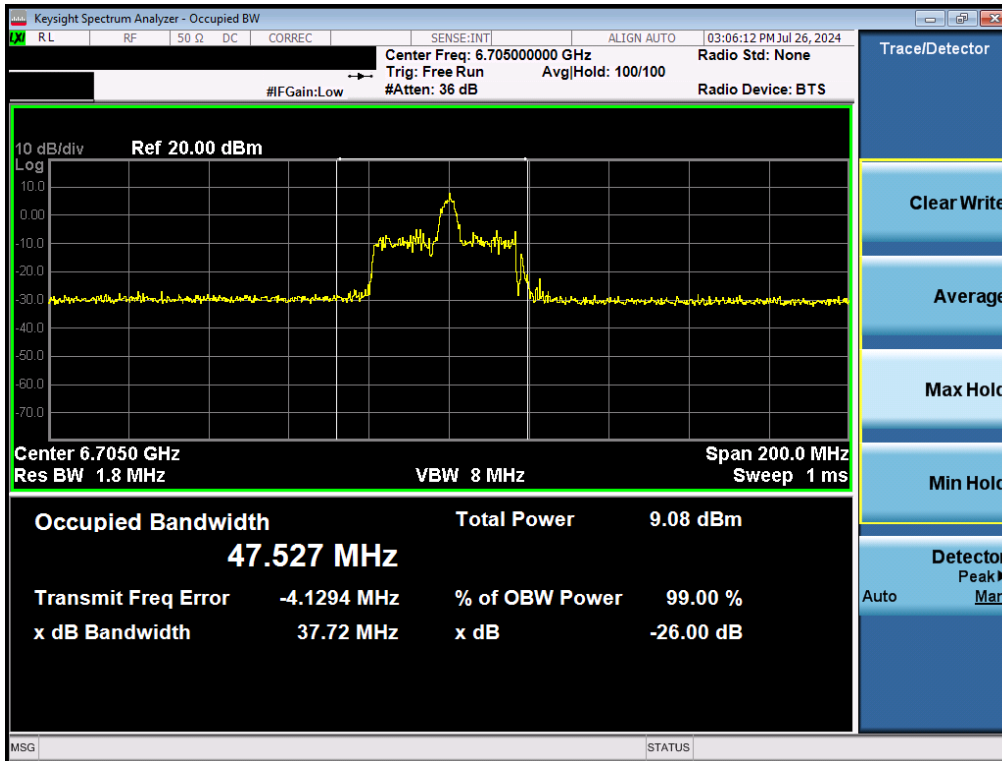 Keysight Spectrum Analyzer - Occupied BW
LXI RL RF 50 Ω DC CORREC SENSE:INT ALIGN AUTO 03:06:12 PM Jul 26, 2024
Center Freq: 6.705000000 GHz Radio Std: None
Trig: Free Run Avg|Hold: 100/100
#IFGain:Low #Atten: 36 dB Radio Device: BTS
10 dB/div Ref 20.00 dBm
Log
10.0
0.00
-10.0
-20.0
-30.0
-40.0
-50.0
-60.0
-70.0
Center 6.7050 GHz Span 200.0 MHz
Res BW 1.8 MHz VBW 8 MHz Sweep 1 ms
Occupied Bandwidth Total Power 9.08 dBm
47.527 MHz
Transmit Freq Error -4.1294 MHz % of OBW Power 99.00 %
x dB Bandwidth 37.72 MHz x dB -26.00 dB
MSG STATUS
Trace/Detector
Clear Write
Average
Max Hold
Min Hold
Detector
Peak
Auto Man